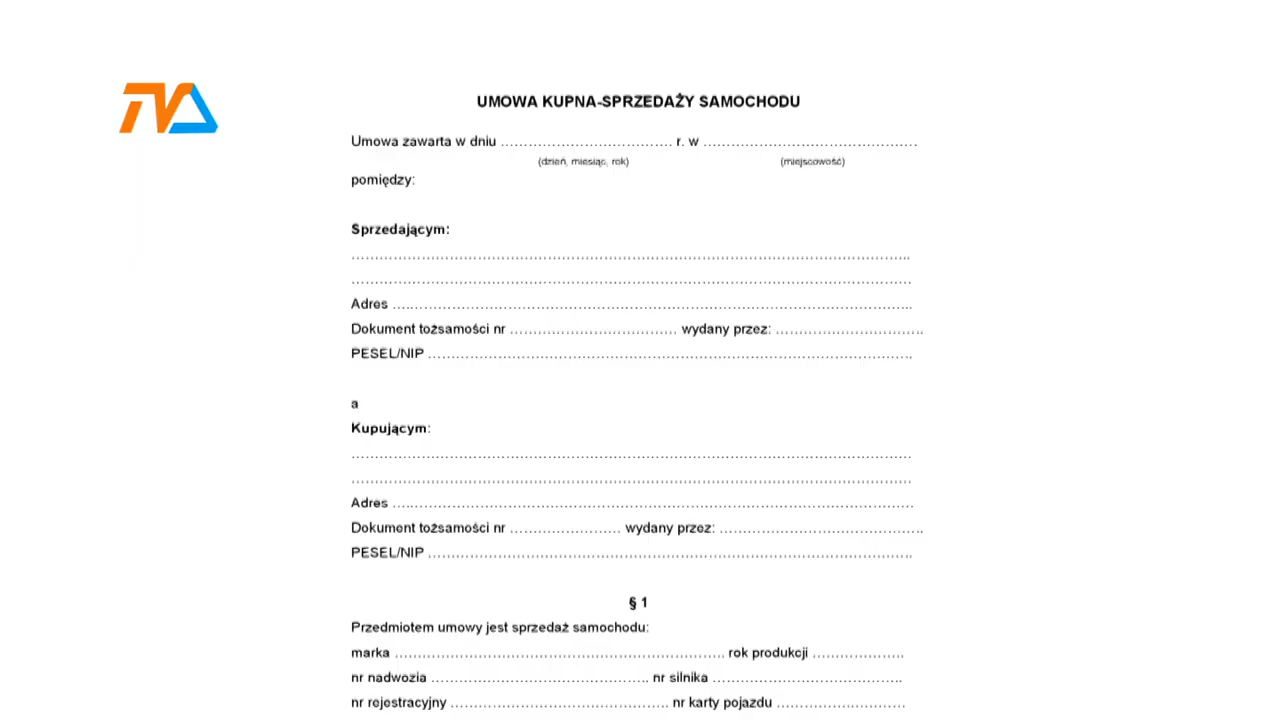 TVA
UMOWA KUPNA-SPRZEDAŻY SAMOCHODU
Umowa zawarta w dniu ………………………………. r. w ……………………………………….
(dzień, miesiąc, rok) (miejscowość)
pomiędzy:
Sprzedającym:
…………………………………………………………………………………………………………..
……………………………………………………………………………………………………………
Adres …………………………………………………………………………………………………..
Dokument tożsamości nr ……………………………… wydany przez: ………………………….
PESEL/NIP …………………………………………………………………………………………….
a
Kupującym:
……………………………………………………………………………………………………………
……………………………………………………………………………………………………………
Adres ……………………………………………………………………………………………………
Dokument tożsamości nr …………………… wydany przez: …………………………………….
PESEL/NIP …………………………………………………………………………………………….
§ 1
Przedmiotem umowy jest sprzedaż samochodu:
marka ……………………………………………………………. rok produkcji ………………..
nr nadwozia ……………………………………….. nr silnika …………………………………..
nr rejestracyjny ……………………………………….. nr karty pojazdu ………………………